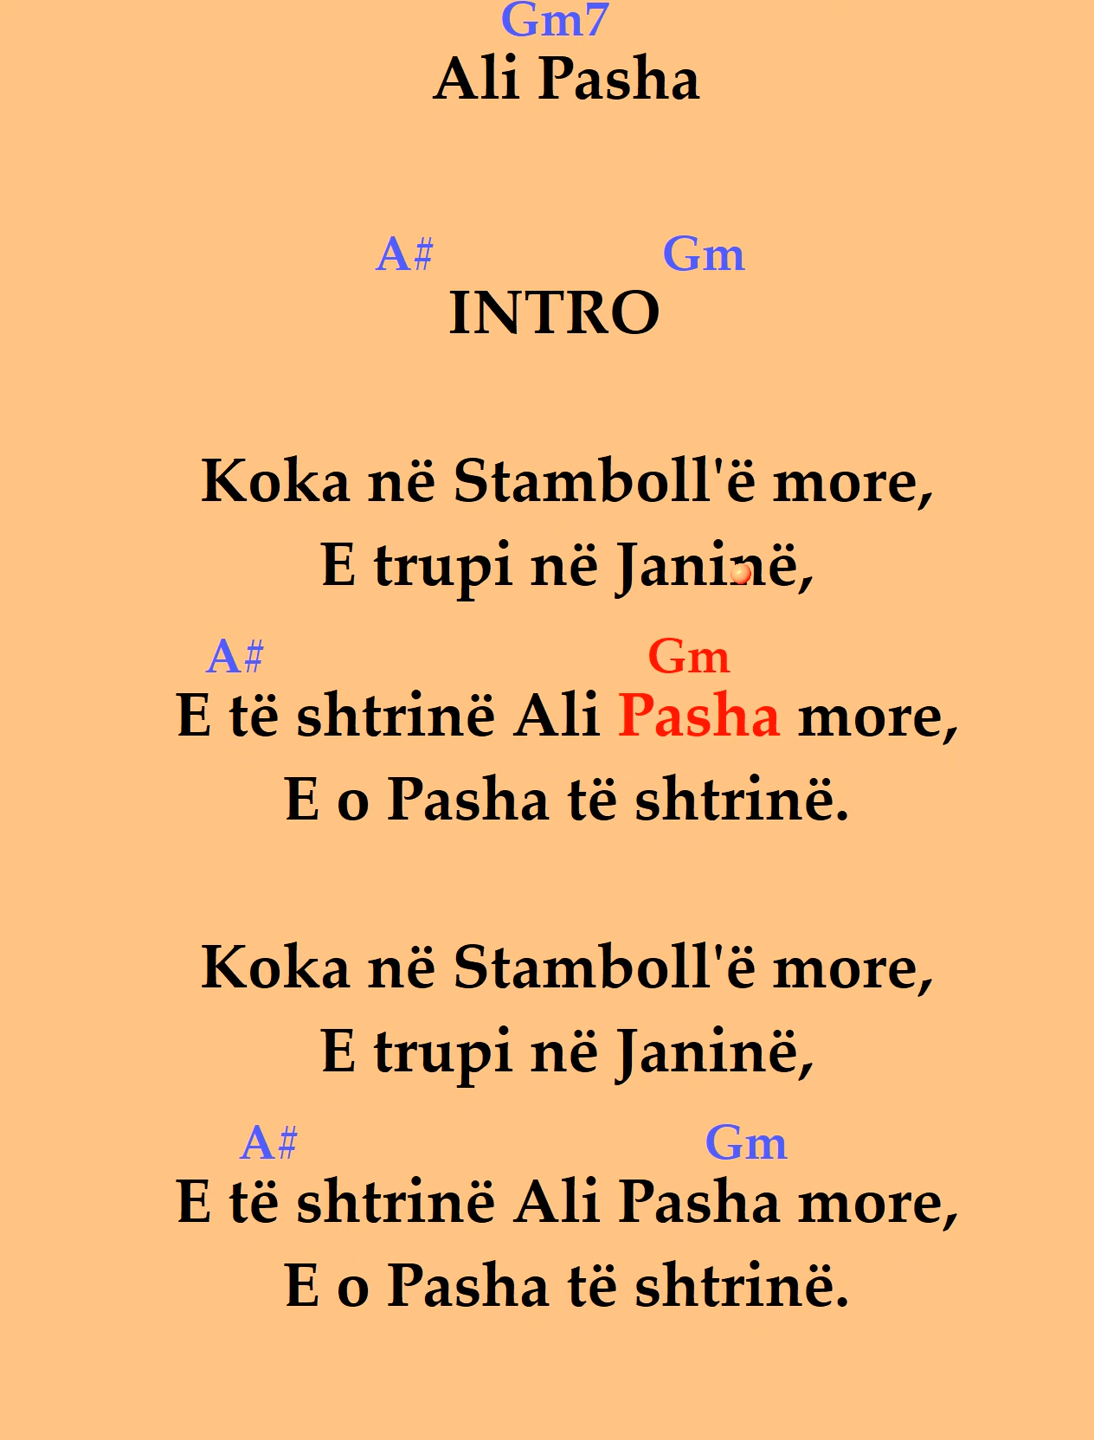 Gm7
Ali Pasha
A# Gm
INTRO
Koka në Stamboll'ë more,
E trupi në Janinë,
A# Gm
E të shtrinë Ali Pasha more,
E o Pasha të shtrinë.
Koka në Stamboll'ë more,
E trupi në Janinë,
A# Gm
E të shtrinë Ali Pasha more,
E o Pasha të shtrinë.